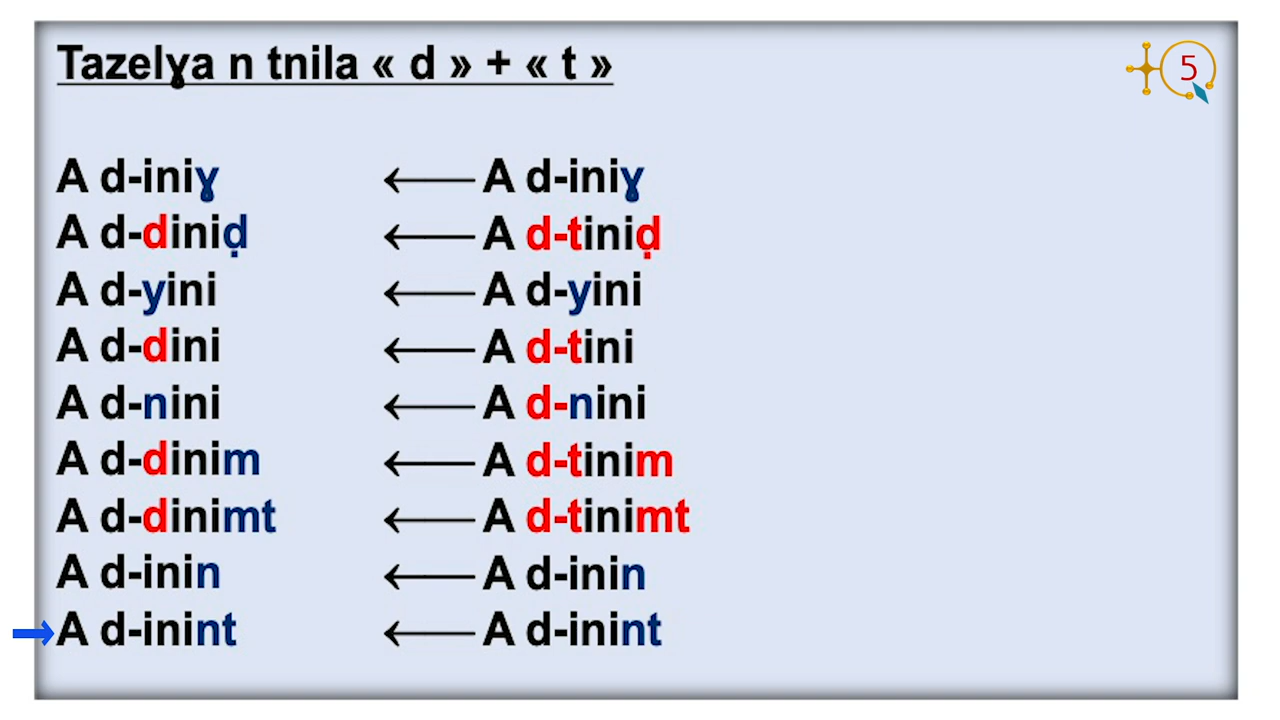 Tazelɣa n tnila « d » + « t »
5
A d-iniɣ ⟵ A d-iniɣ
A d-diniḍ ⟵ A d-tiniḍ
A d-yini ⟵ A d-yini
A d-dini ⟵ A d-tini
A d-nini ⟵ A d-nini
A d-dinim ⟵ A d-tinim
A d-dinimt ⟵ A d-tinimt
A d-inin ⟵ A d-inin
A d-inint ⟵ A d-inint